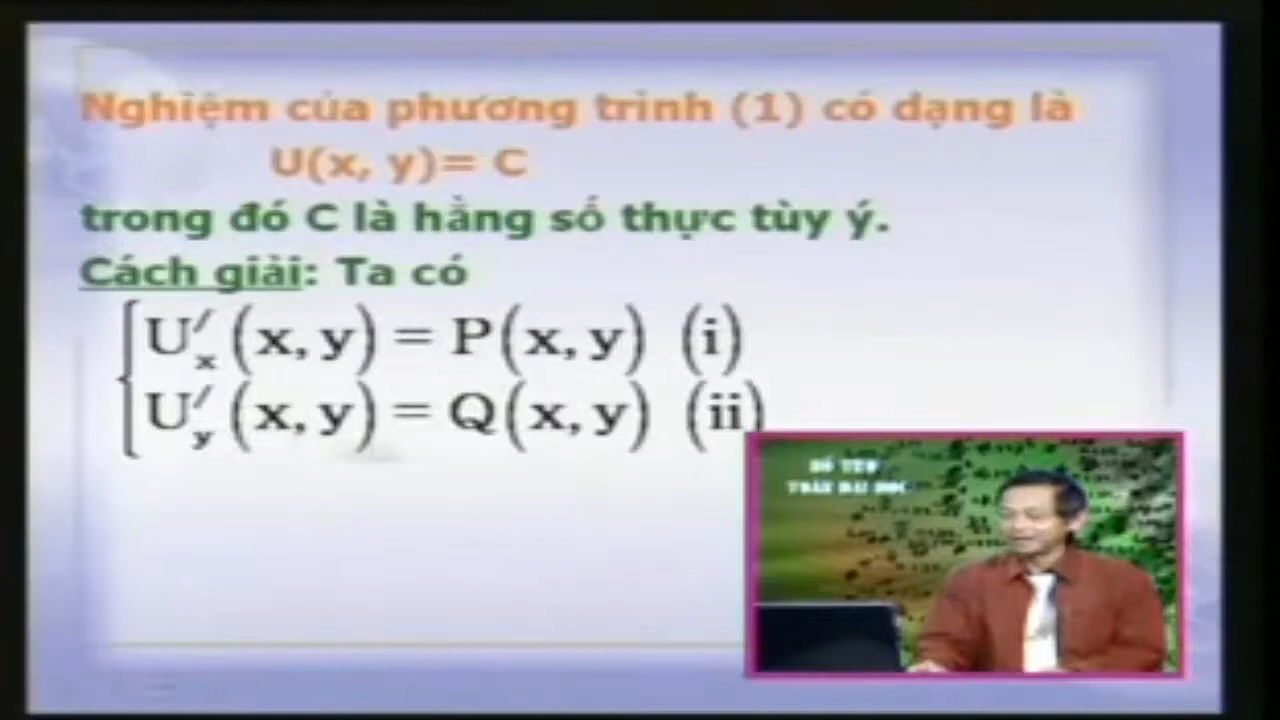 Nghiệm của phương trình (1) có dạng là
U(x, y)= C
trong đó C là hằng số thực tùy ý.
Cách giải: Ta có
U′x (x, y) = P(x, y) (i)
U′y (x, y) = Q(x, y) (ii)